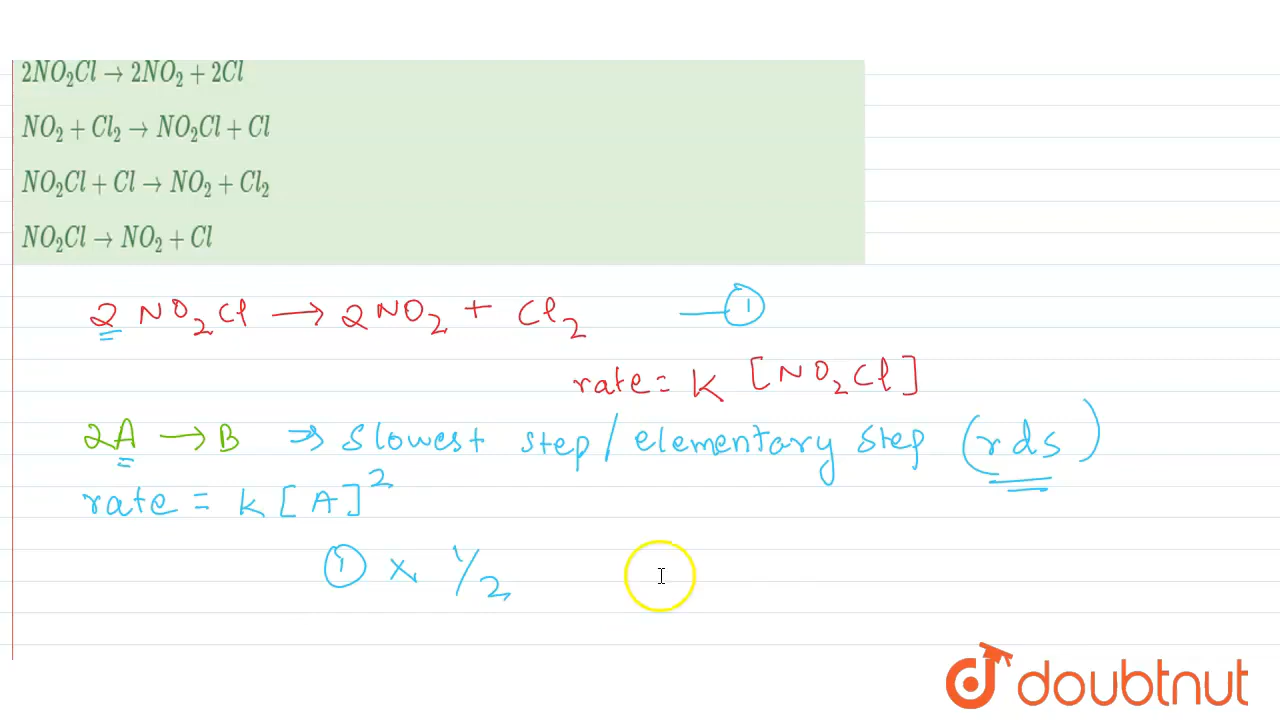 2NO₂Cl → 2NO₂ + 2Cl
NO₂ + Cl₂ → NO₂Cl + Cl
NO₂Cl + Cl → NO₂ + Cl₂
NO₂Cl → NO₂ + Cl
2 NO₂Cl → 2NO₂ + Cl₂ — ①
rate = K [NO₂Cl]
2A → B ⇒ Slowest step/elementary step (rds)
rate = K[A]²
① × 1/2
doubtnut